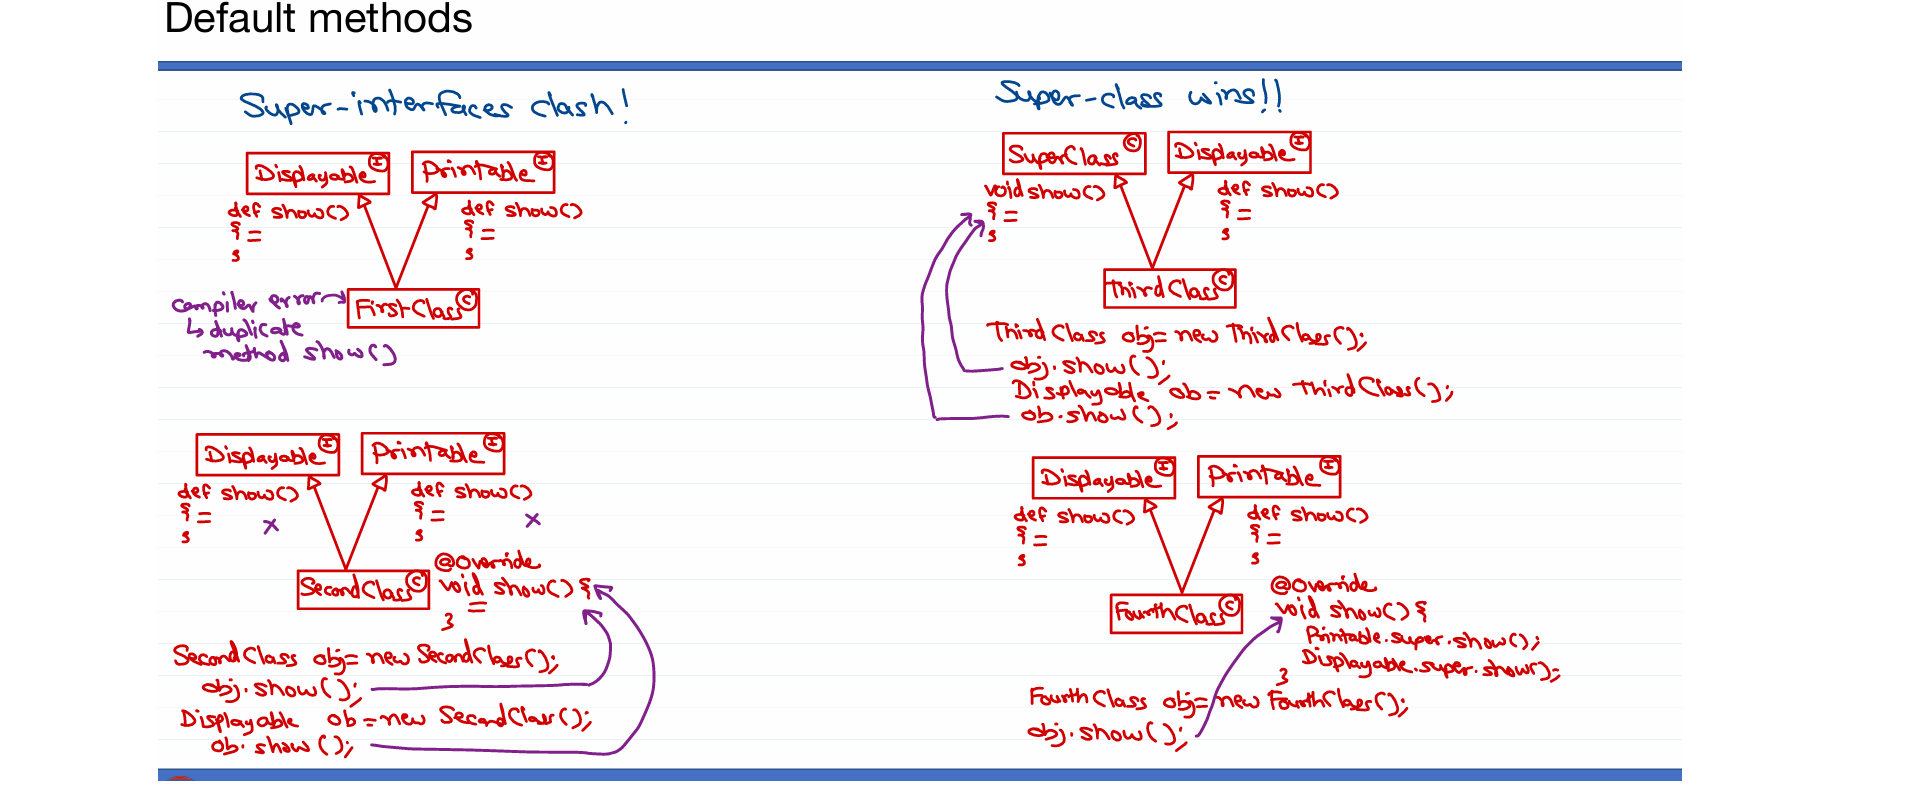 Default methods
Super-interfaces clash!
Displayable I
Printable I
def show()
{ =
}
def show()
{ =
}
compiler error
↳ duplicate
method show()
FirstClass C
Displayable I
Printable I
def show()
{ =
}
x
def show()
{ =
}
x
SecondClass C
@Override
void show() {
=
}
SecondClass obj= new SecondClass();
obj.show();
Displayable ob = new SecondClass();
ob.show();
Super-class wins!!
SuperClass C
Displayable I
void show()
{ =
}
def show()
{ =
}
ThirdClass C
ThirdClass obj= new ThirdClass();
obj.show();
Displayable ob = new ThirdClass();
ob.show();
Displayable I
Printable I
def show()
{ =
}
def show()
{ =
}
FourthClass C
@Override
void show() {
Printable.super.show();
Displayable.super.show();
}
FourthClass obj= new FourthClass();
obj.show();